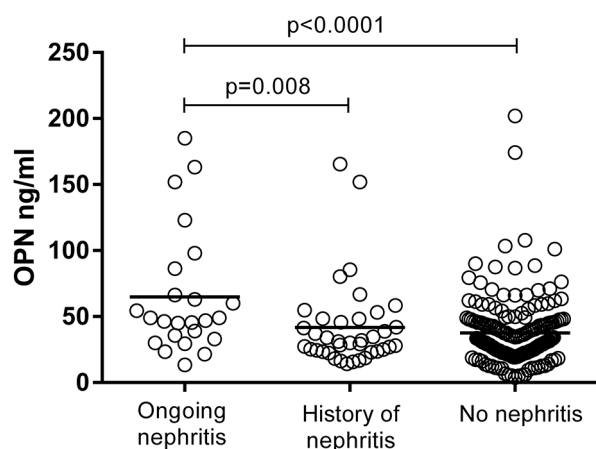 p<0.0001
p=0.008
OPN ng/ml
250
200
150
100
50
0
Ongoing
nephritis
History of
nephritis
No nephritis